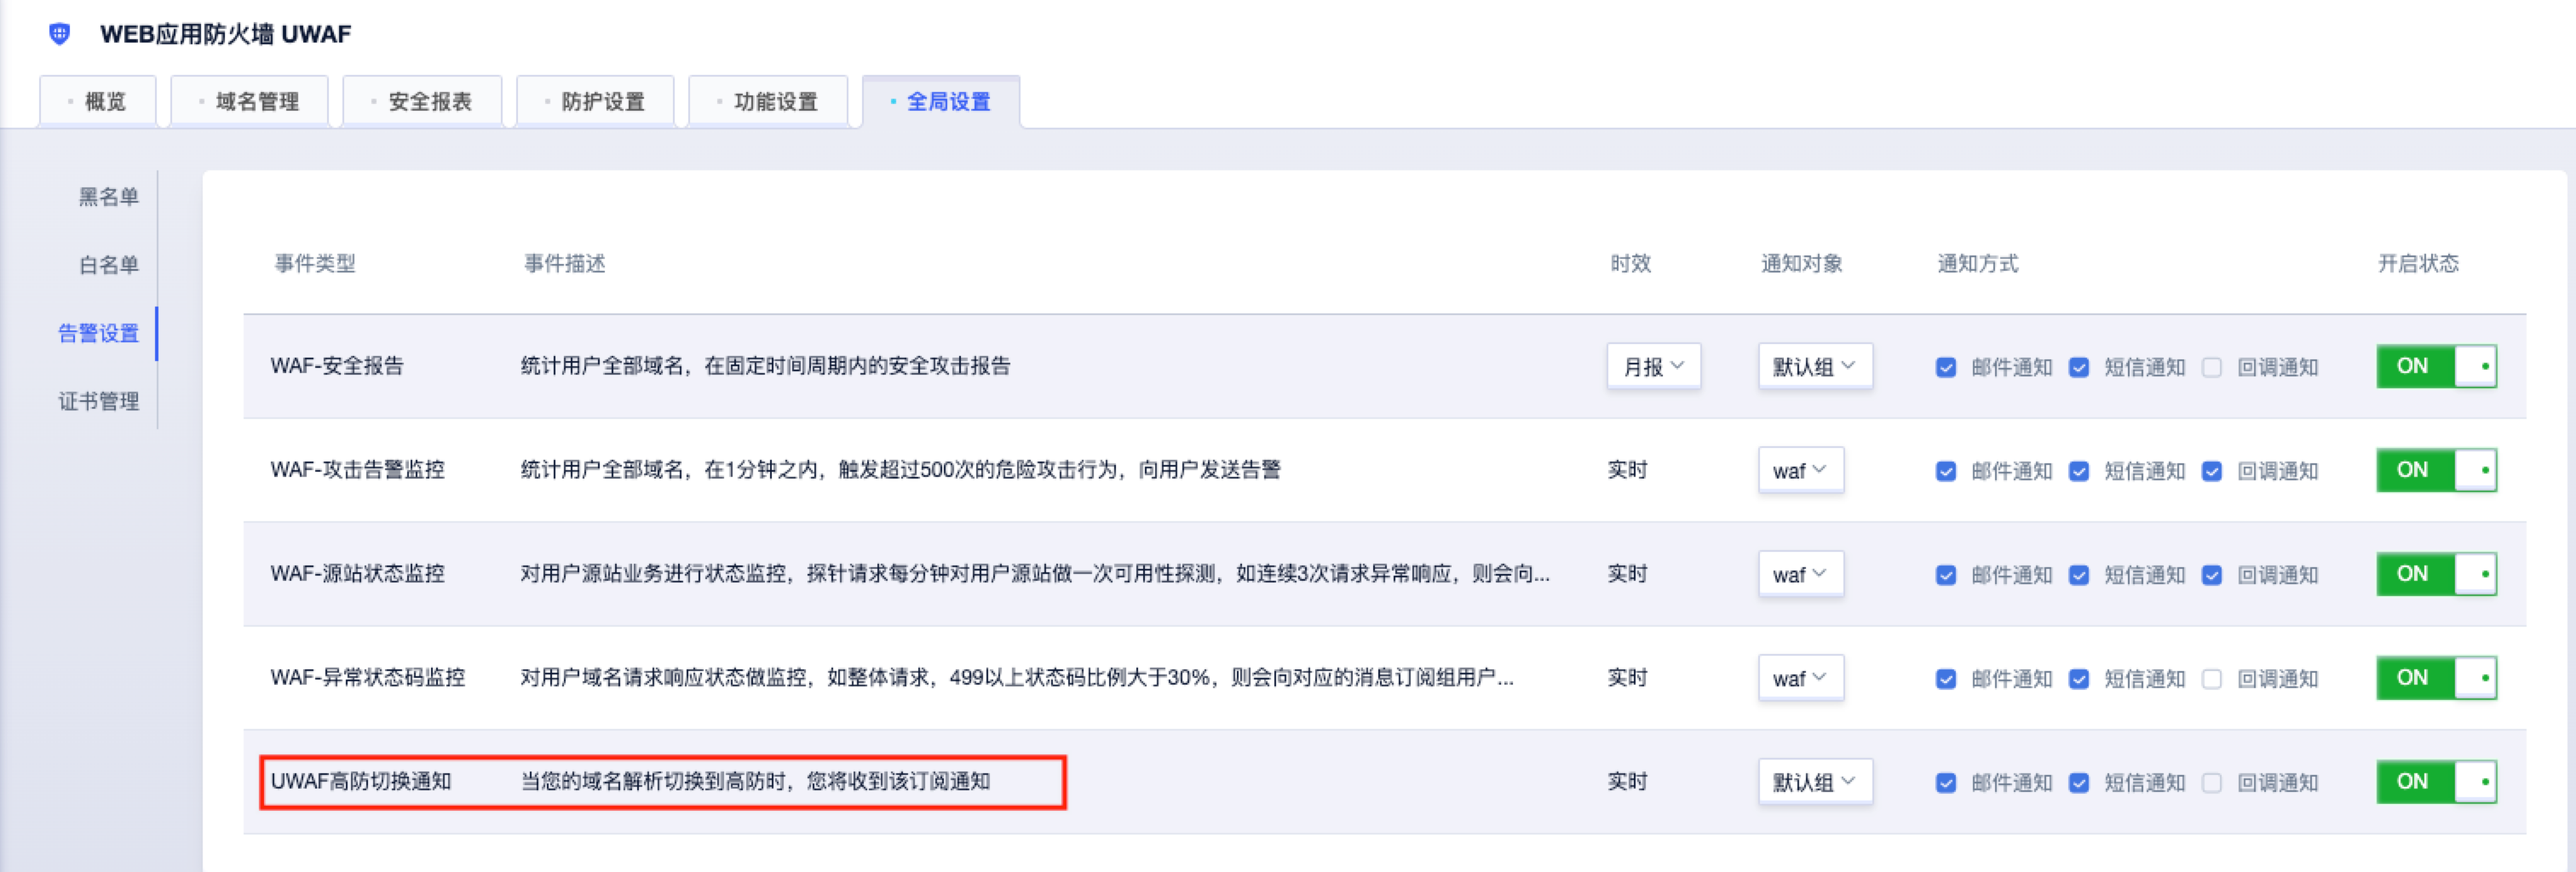 WEB应用防火墙 UWAF
概览 域名管理 安全报表 防护设置 功能设置 全局设置
黑名单
白名单
告警设置
证书管理
事件类型 事件描述 时效 通知对象 通知方式 开启状态
WAF-安全报告 统计用户全部域名，在固定时间周期内的安全攻击报告 月报 默认组 邮件通知 短信通知 回调通知 ON
WAF-攻击告警监控 统计用户全部域名，在1分钟之内，触发超过500次的危险攻击行为，向用户发送告警 实时 waf 邮件通知 短信通知 回调通知 ON
WAF-源站状态监控 对用户源站业务进行状态监控，探针请求每分钟对用户源站做一次可用性探测，如连续3次请求异常响应，则会向... 实时 waf 邮件通知 短信通知 回调通知 ON
WAF-异常状态码监控 对用户域名请求响应状态做监控，如整体请求，499以上状态码比例大于30%，则会向对应的消息订阅组用户... 实时 waf 邮件通知 短信通知 回调通知 ON
UWAF高防切换通知 当您的域名解析切换到高防时，您将收到该订阅通知 实时 默认组 邮件通知 短信通知 回调通知 ON